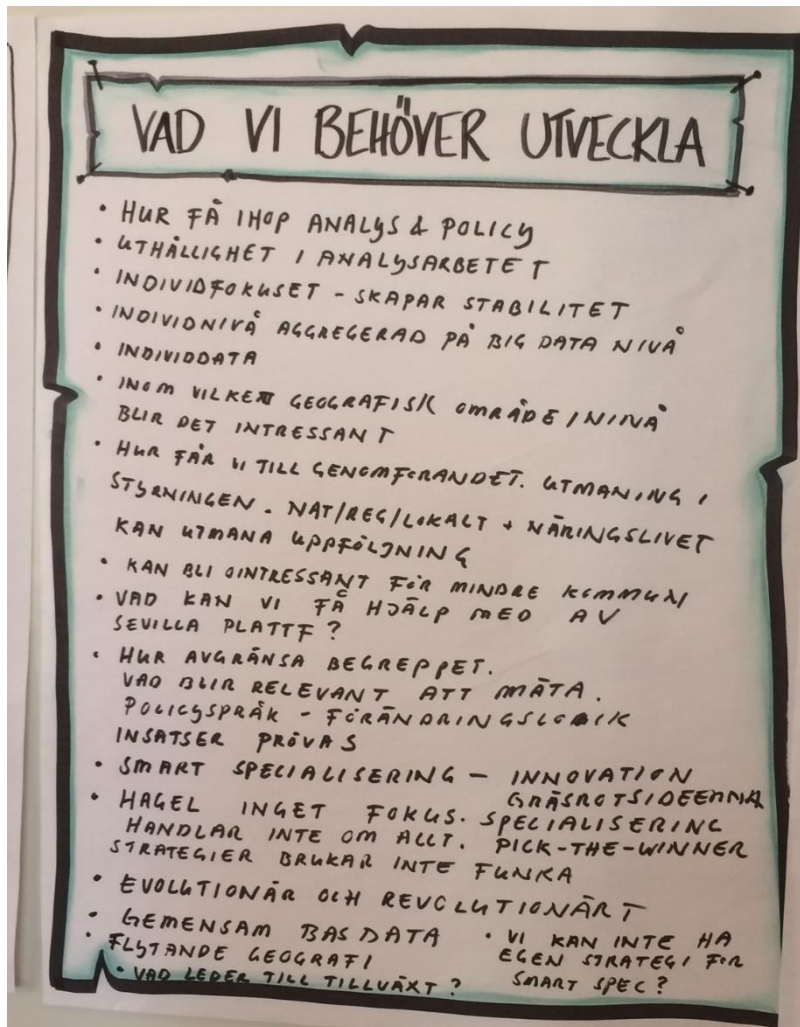 VAD VI BEHÖVER UTVECKLA
• HUR FÅ IHOP ANALYS & POLICY
• UTHÅLLIGHET I ANALYSARBETET
• INDIVIDFOKUSET - SKAPAR STABILITET
• INDIVIDNIVÅ AGGREGERAD PÅ BIG DATA NIVÅ
• INDIVIDDATA
• INOM VILKET GEOGRAFISK OMRÅDE / NIVÅ
BLIR DET INTRESSANT
• HUR FÅR VI TILL GENOMFÖRANDET. UTMANING I
STYRNINGEN. NAT/REG/LOKALT + NÄRINGSLIVET
KAN UTMANA UPPFÖLJNING
• KAN BLI OINTRESSANT FÖR MINDRE KOMMUN
• VAD KAN VI FÅ HJÄLP MED AV
SEVILLA PLATTF?
• HUR AVGRÄNSA BEGREPPET.
VAD BLIR RELEVANT ATT MÄTA.
POLICYSPRÅK - FÖRÄNDRINGSLOGIK
INSATSER PRÖVAS
• SMART SPECIALISERING - INNOVATION
GRÄSROTSIDEERNA
• HAGEL INGET FOKUS. SPECIALISERING
HANDLAR INTE OM ALLT. PICK-THE-WINNER
STRATEGIER BRUKAR INTE FUNKA
• EVOLUTIONÄR OCH REVOLUTIONÄRT
• GEMENSAM BASDATA
• FLYTANDE GEOGRAFI
• VAD LEDER TILL TILLVÄXT?
• VI KAN INTE HA
EGEN STRATEGI FÖR
SMART SPEC?